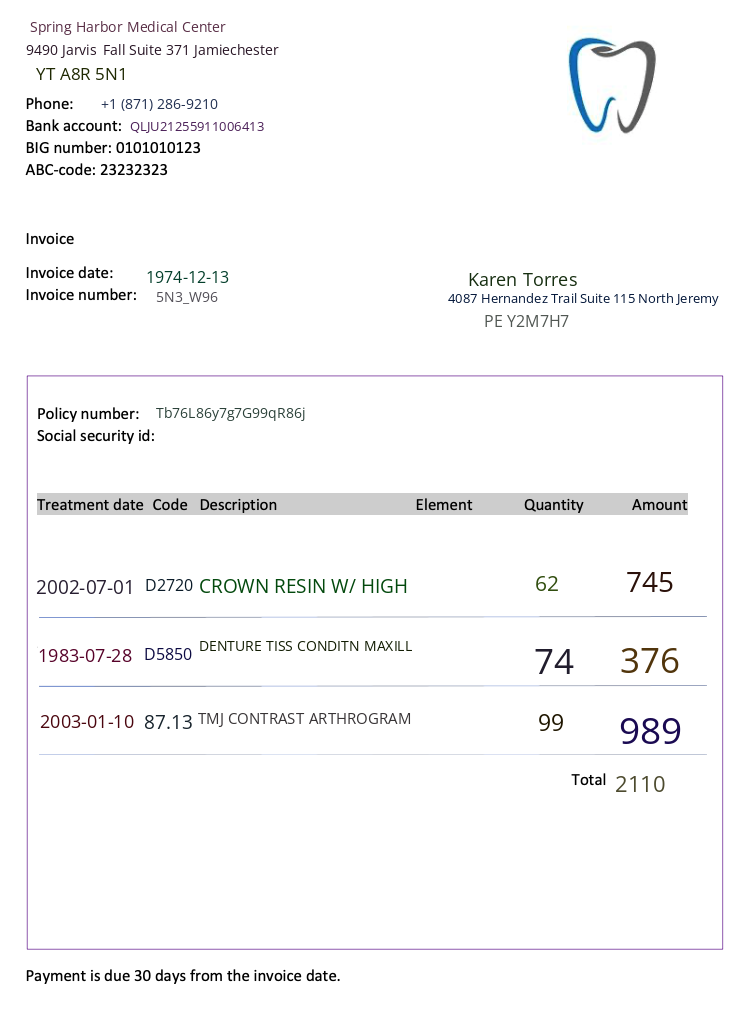 Spring Harbor Medical Center
9490 Jarvis Fall Suite 371 Jamiechester
YT A8R 5N1
Phone: +1 (871) 286-9210
Bank account: QLJU21255911006413
BIG number: 0101010123
ABC-code: 23232323
Invoice
Invoice date: 1974-12-13
Invoice number: 5N3_W96
Karen Torres
4087 Hernandez Trail Suite 115 North Jeremy
PE Y2M7H7
Policy number: Tb76L86y7g7G99qR86j
Social security id:
Treatment date Code Description Element Quantity Amount
2002-07-01 D2720 CROWN RESIN W/ HIGH 62 745
1983-07-28 D5850 DENTURE TISS CONDITN MAXILL 74 376
2003-01-10 87.13 TMJ CONTRAST ARTHROGRAM 99 989
Total 2110
Payment is due 30 days from the invoice date.